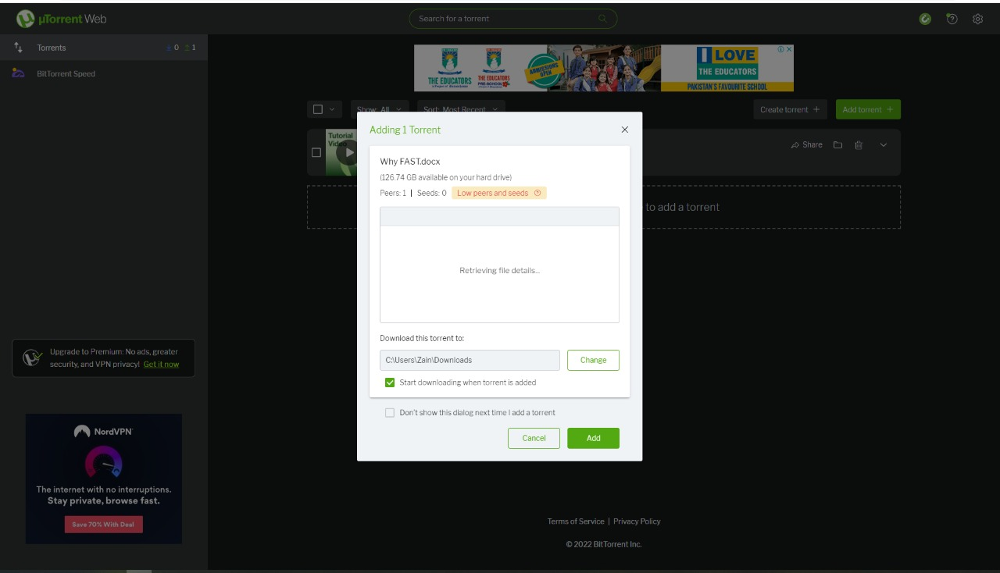 µTorrent Web
Search for a torrent
Torrents
0
1
BitTorrent Speed
THE EDUCATORS
THE EDUCATORS
ADMISSIONS OPEN
I LOVE
THE EDUCATORS
PAKISTAN'S FAVOURITE SCHOOL
Show: All
Sort: Most Recent
Create torrent +
Add torrent +
Tutorial
Video
Share
to add a torrent
Adding 1 Torrent
Why FAST.docx
(126.74 GB available on your hard drive)
Peers: 1 | Seeds: 0 Low peers and seeds
Retrieving file details...
Download this torrent to:
C:\Users\Zain\Downloads
Change
Start downloading when torrent is added
Don't show this dialog next time I add a torrent
Cancel
Add
Upgrade to Premium: No ads, greater
security, and VPN privacy! Get it now
NordVPN
The internet with no interruptions.
Stay private, browse fast.
Save 70% With Deal
Terms of Service | Privacy Policy
© 2022 BitTorrent Inc.